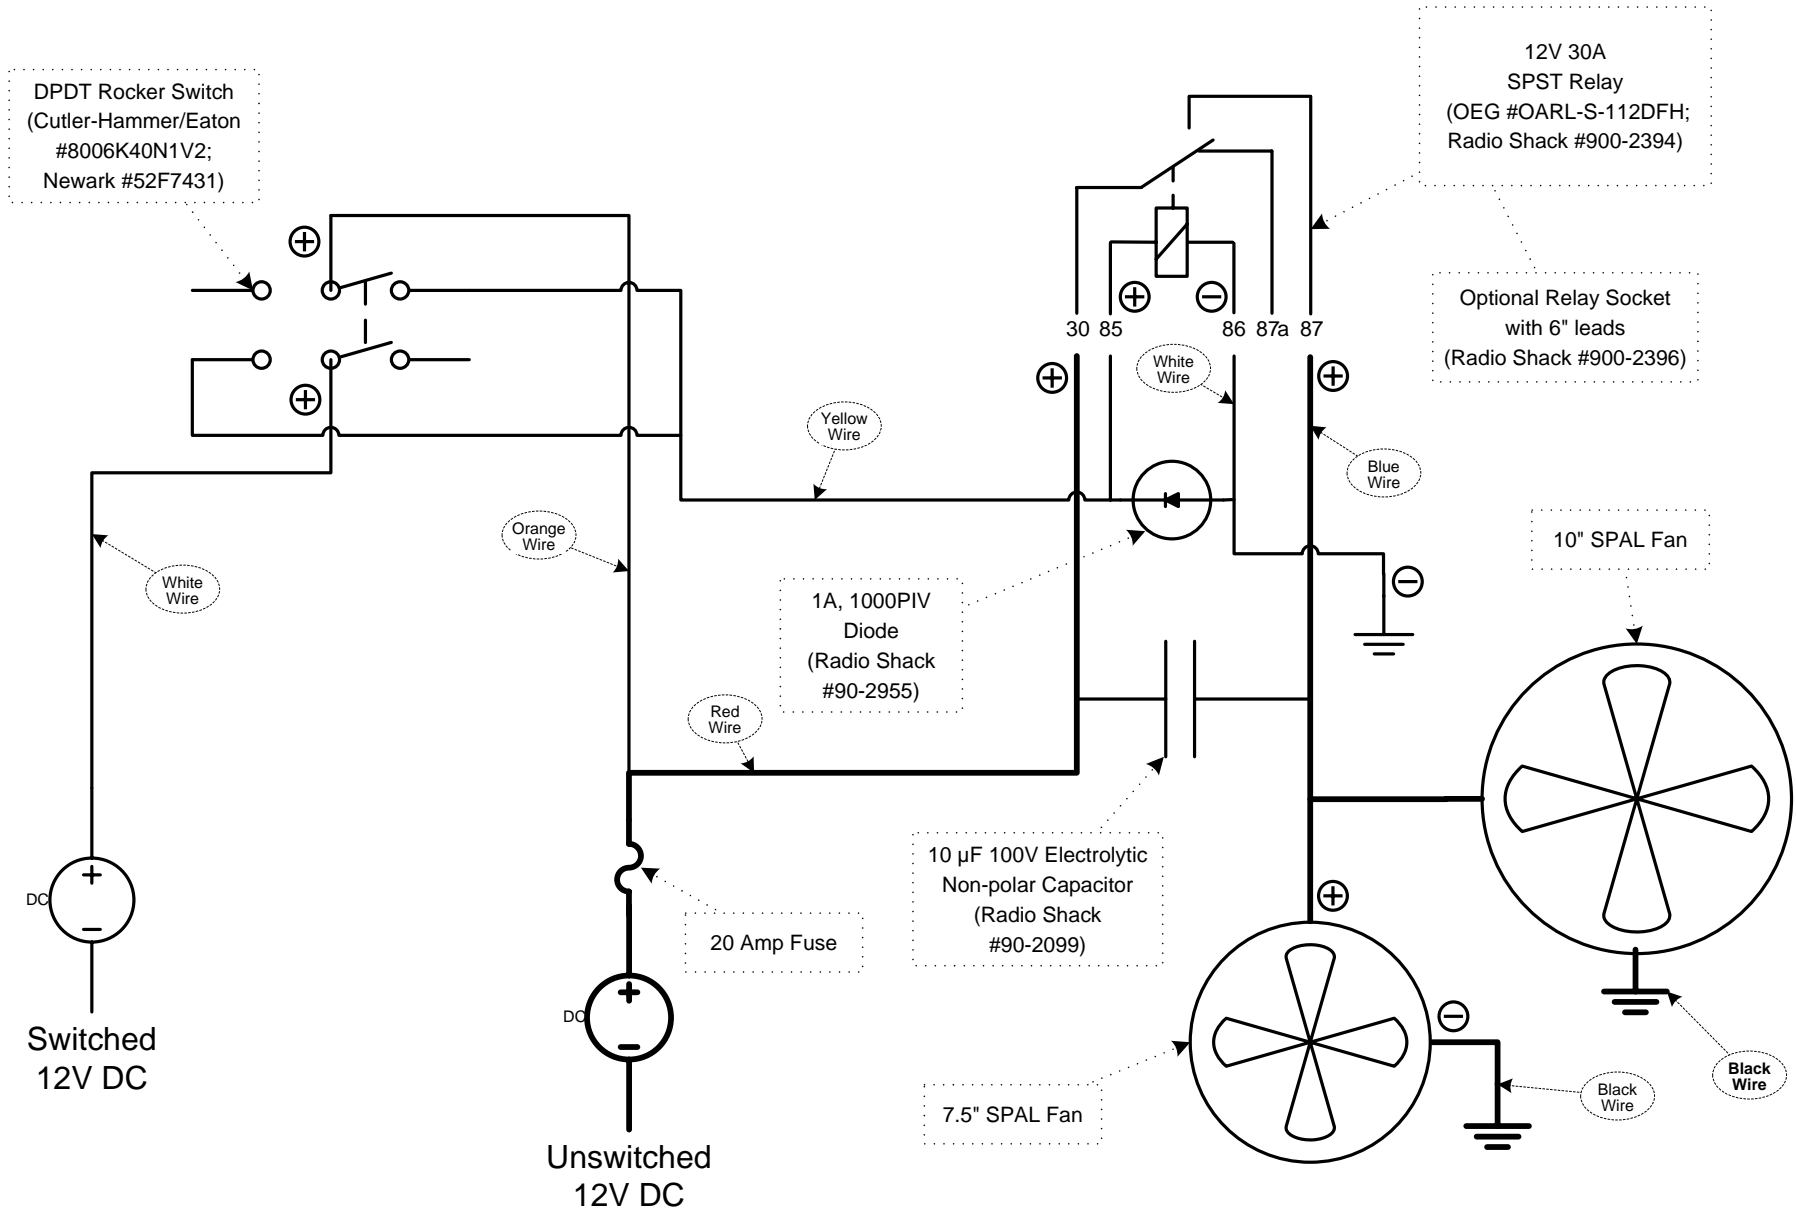 DPDT Rocker Switch
(Cutler-Hammer/Eaton
#8006K40N1V2;
Newark #52F7431)
12V 30A
SPST Relay
(OEG #OARL-S-112DFH;
Radio Shack #900-2394)
Optional Relay Socket
with 6" leads
(Radio Shack #900-2396)
30 85 86 87a 87
White
Wire
Yellow
Wire
Blue
Wire
Orange
Wire
White
Wire
10" SPAL Fan
1A, 1000PIV
Diode
(Radio Shack
#90-2955)
Red
Wire
10 µF 100V Electrolytic
Non-polar Capacitor
(Radio Shack
#90-2099)
DC
20 Amp Fuse
DC
Switched
12V DC
Black
Wire
Black
Wire
7.5" SPAL Fan
Unswitched
12V DC